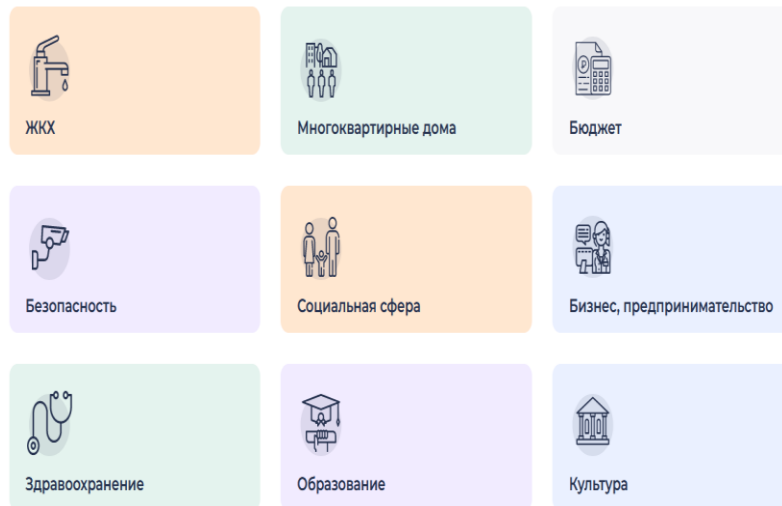 ЖКХ
Многоквартирные дома
Бюджет
Безопасность
Социальная сфера
Бизнес, предпринимательство
Здравоохранение
Образование
Культура